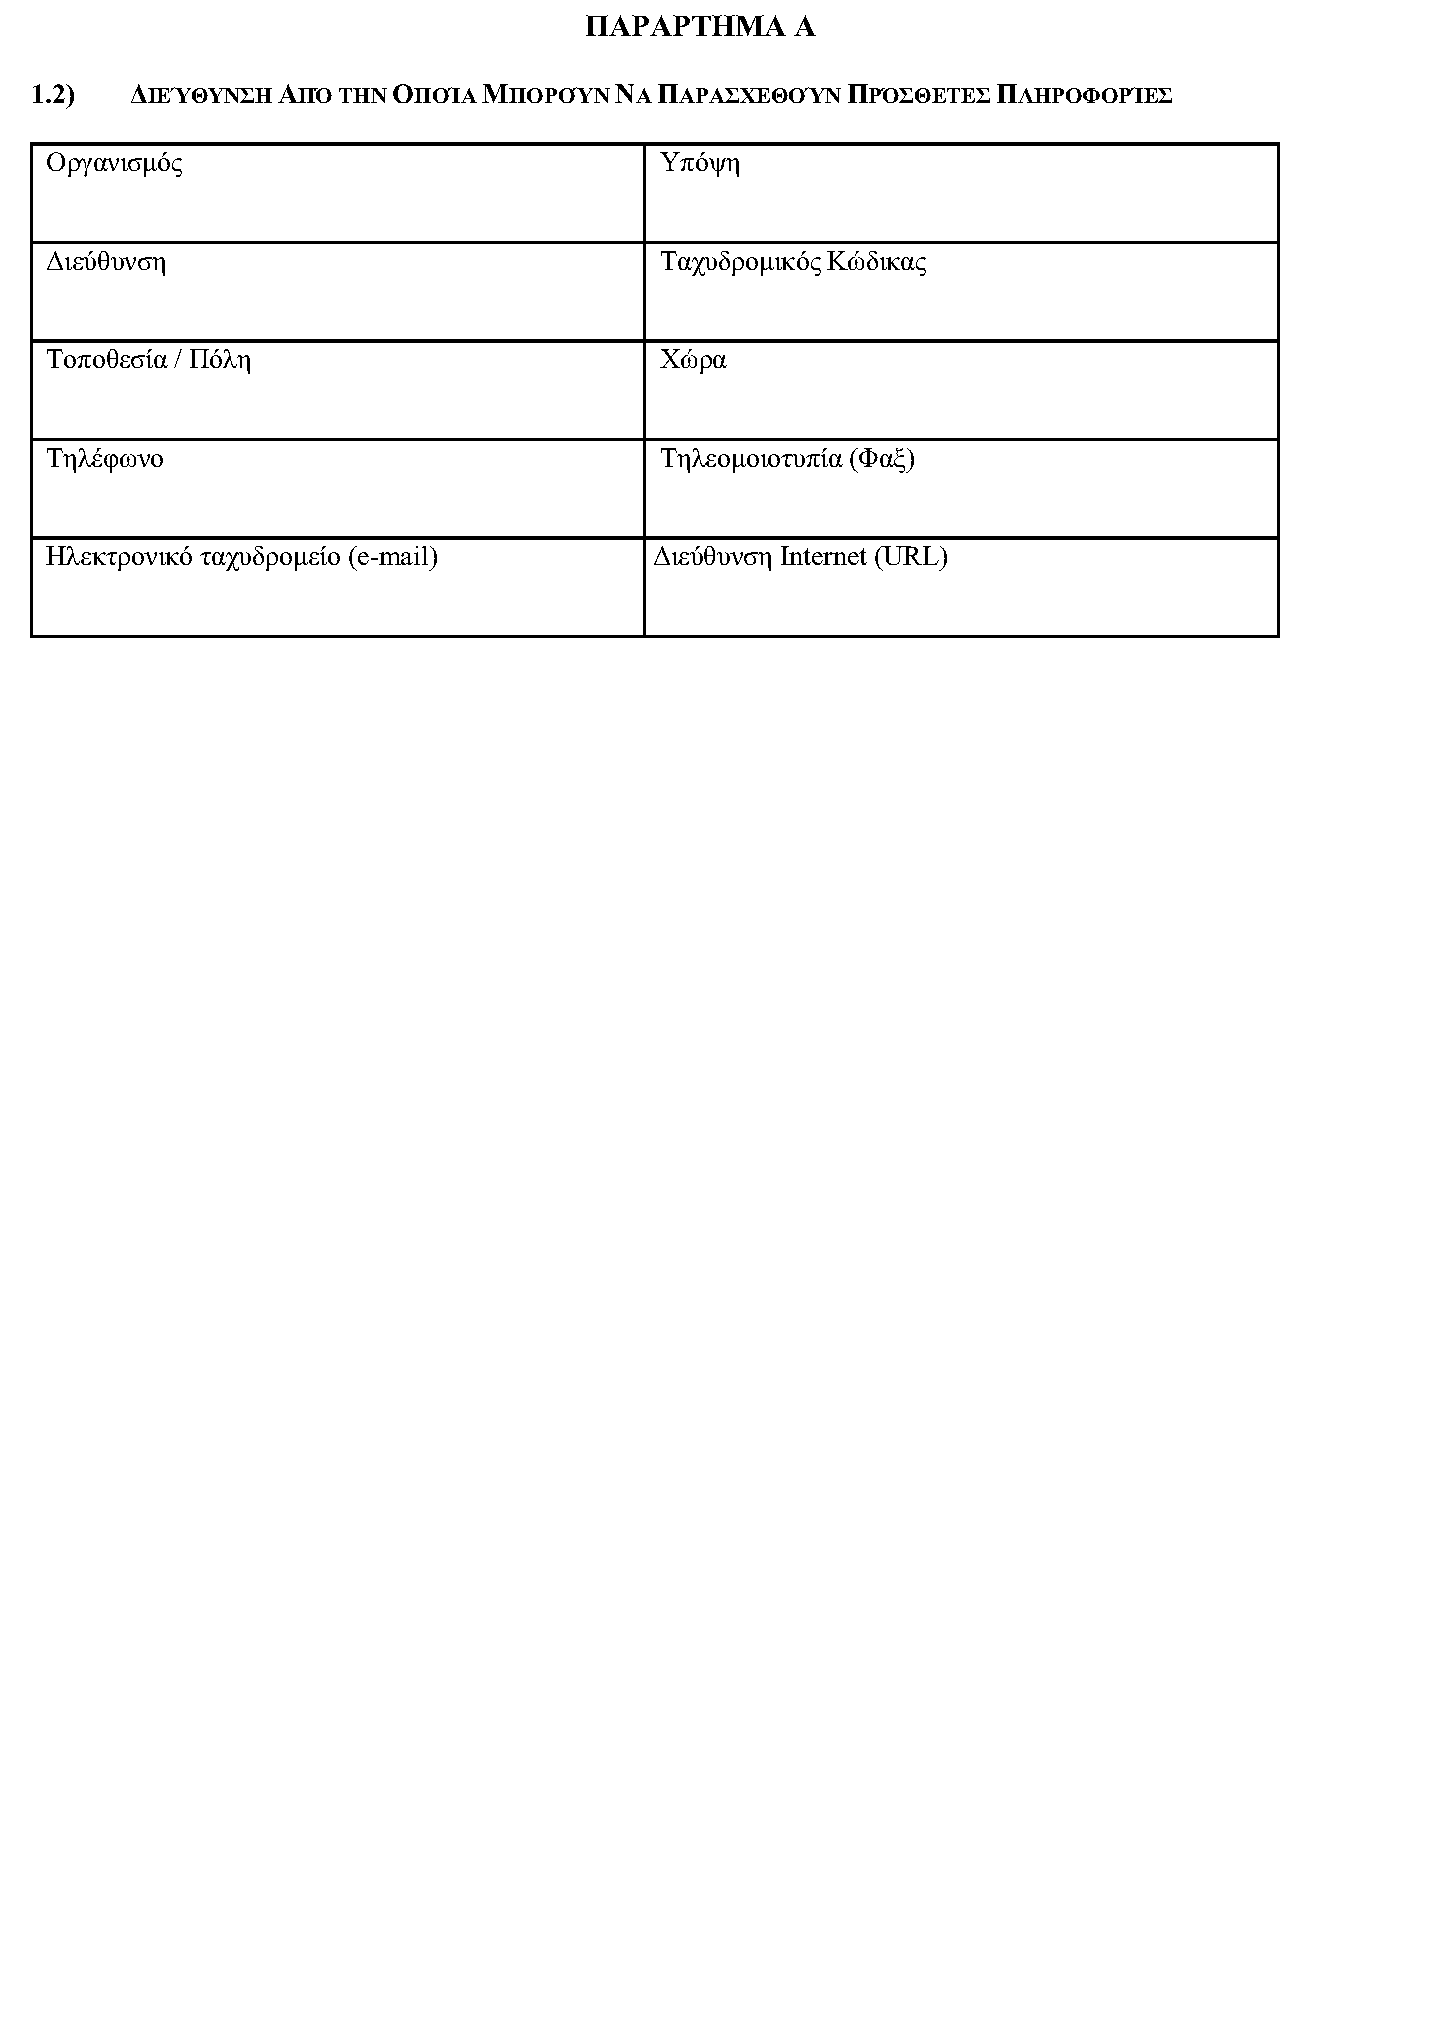 ΠΑΡΑΡΤΗΜΑ Α
1.2) ΔΙΕΎΘΥΝΣΗ ΑΠΌ ΤΗΝ ΟΠΟΊΑ ΜΠΟΡΟΎΝ ΝΑ ΠΑΡΑΣΧΕΘΟΎΝ ΠΡΌΣΘΕΤΕΣ ΠΛΗΡΟΦΟΡΊΕΣ
Οργανισμός Υπόψη
Διεύθυνση Ταχυδρομικός Κώδικας
Τοποθεσία / Πόλη Χώρα
Τηλέφωνο Τηλεομοιοτυπία (Φαξ)
Ηλεκτρονικό ταχυδρομείο (e-mail) Διεύθυνση Internet (URL)